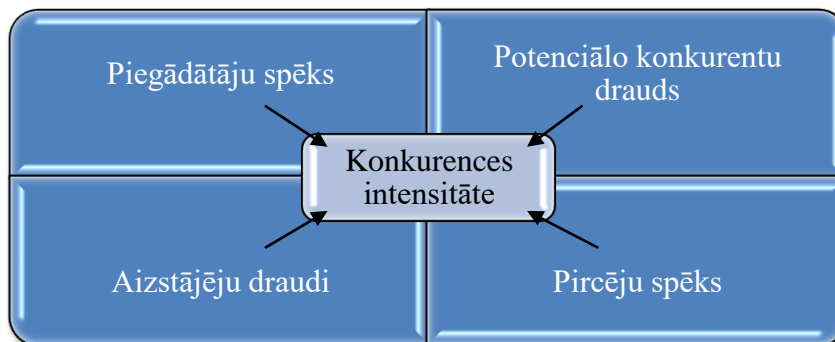 Piegādātāju spēks
Potenciālo konkurentu
drauds
Konkurences
intensitāte
Aizstājēju draudi
Pircēju spēks